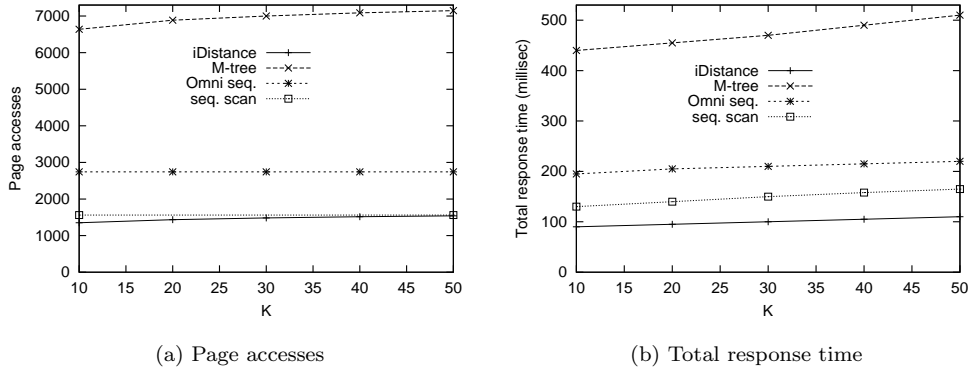 7000
6000
5000
4000
3000
2000
1000
0
Page accesses
iDistance
M-tree
Omni seq.
seq. scan
10 15 20 25 30 35 40 45 50
K
(a) Page accesses
500
400
300
200
100
0
Total response time (millisec)
iDistance
M-tree
Omni seq.
seq. scan
10 15 20 25 30 35 40 45 50
K
(b) Total response time